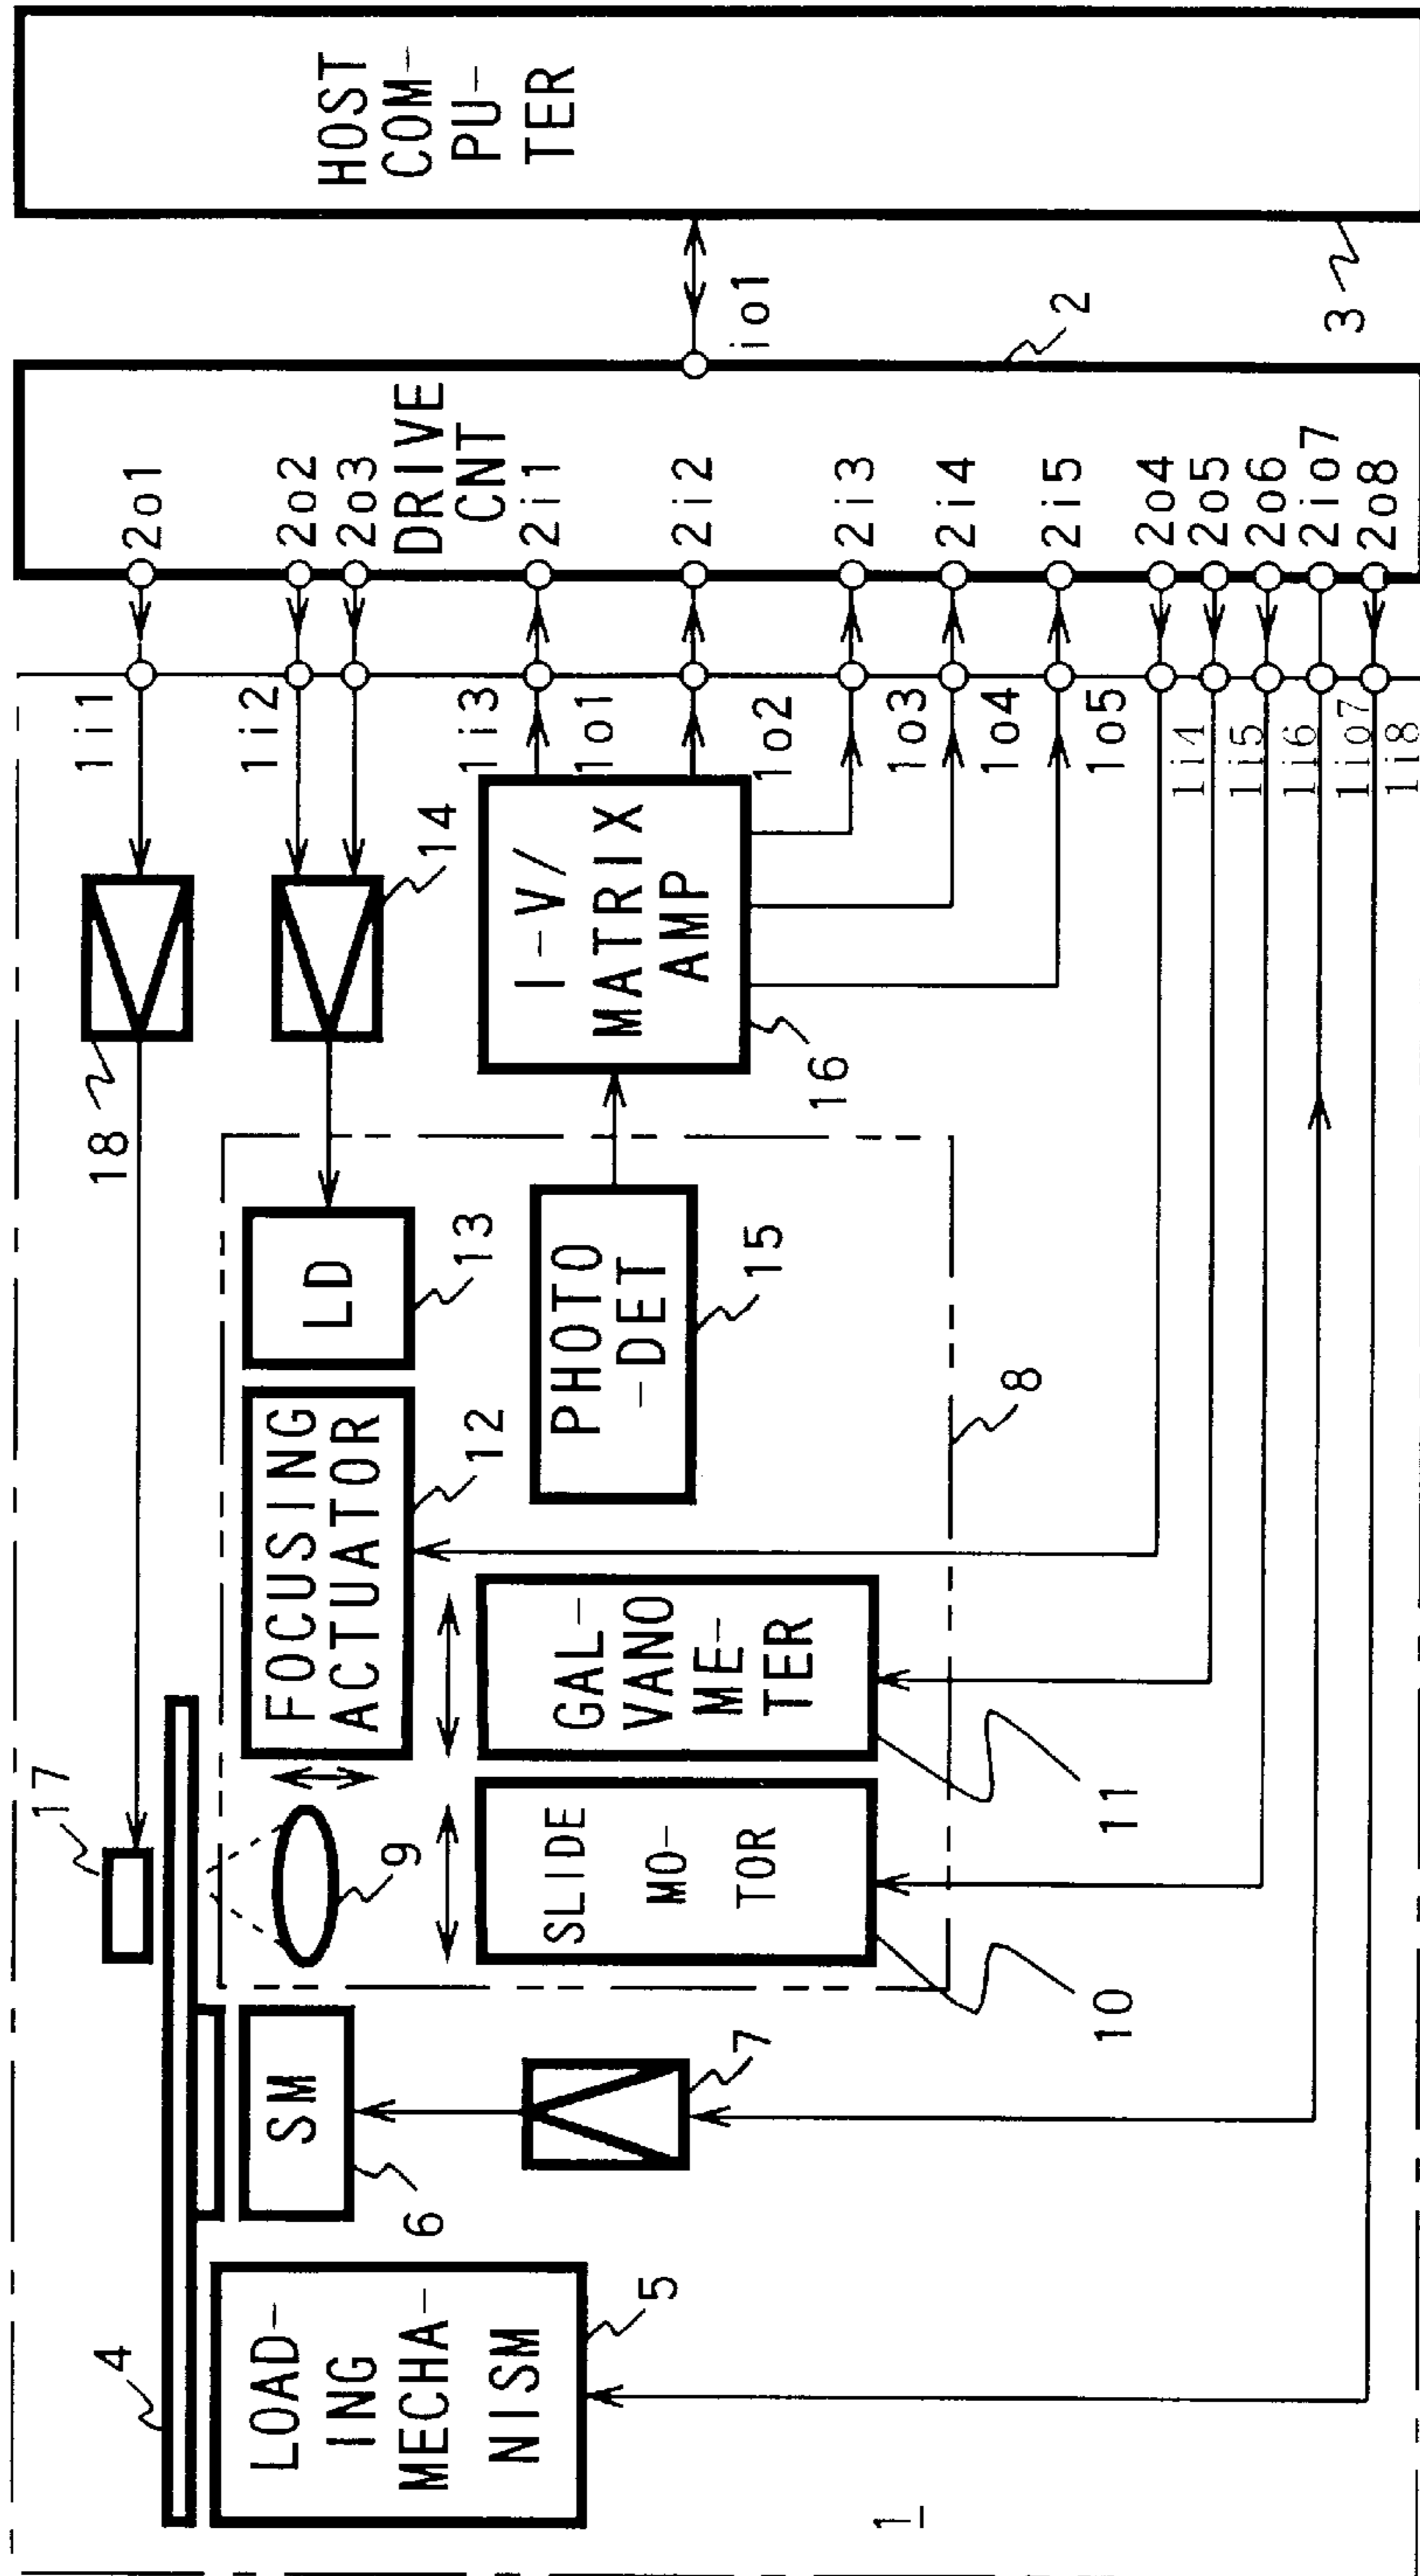 HOST
COM-
PU-
TER
3
io1
2
DRIVE
CNT
2o1
2o2
2o3
2i1
2i2
2i3
2i4
2i5
2o4
2o5
2o6
2io7
2o8
1i1
1i2
1i3
1o1
1o2
1o3
1o4
1o5
1i4
1i5
1i6
1io7
1i8
18
14
I-V/
MATRIX
AMP
16
LD
13
PHOTO
-DET
15
FOCUSING
ACTUATOR
12
8
GAL-
VANO
ME-
TER
11
17
9
SLIDE
MO-
TOR
10
SM
6
7
4
LOAD-
ING
MECHA-
NISM
5
1